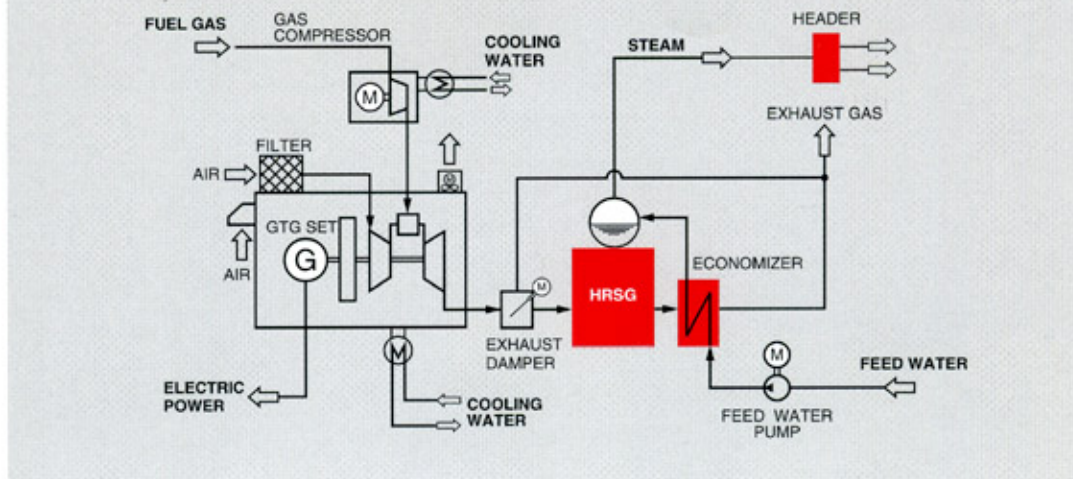 FUEL GAS
GAS
COMPRESSOR
COOLING
WATER
STEAM
HEADER
M
EXHAUST GAS
FILTER
AIR
M
GTG SET
G
AIR
ECONOMIZER
HRSG
M
EXHAUST
DAMPER
M
FEED WATER
FEED WATER
PUMP
ELECTRIC
POWER
COOLING
WATER